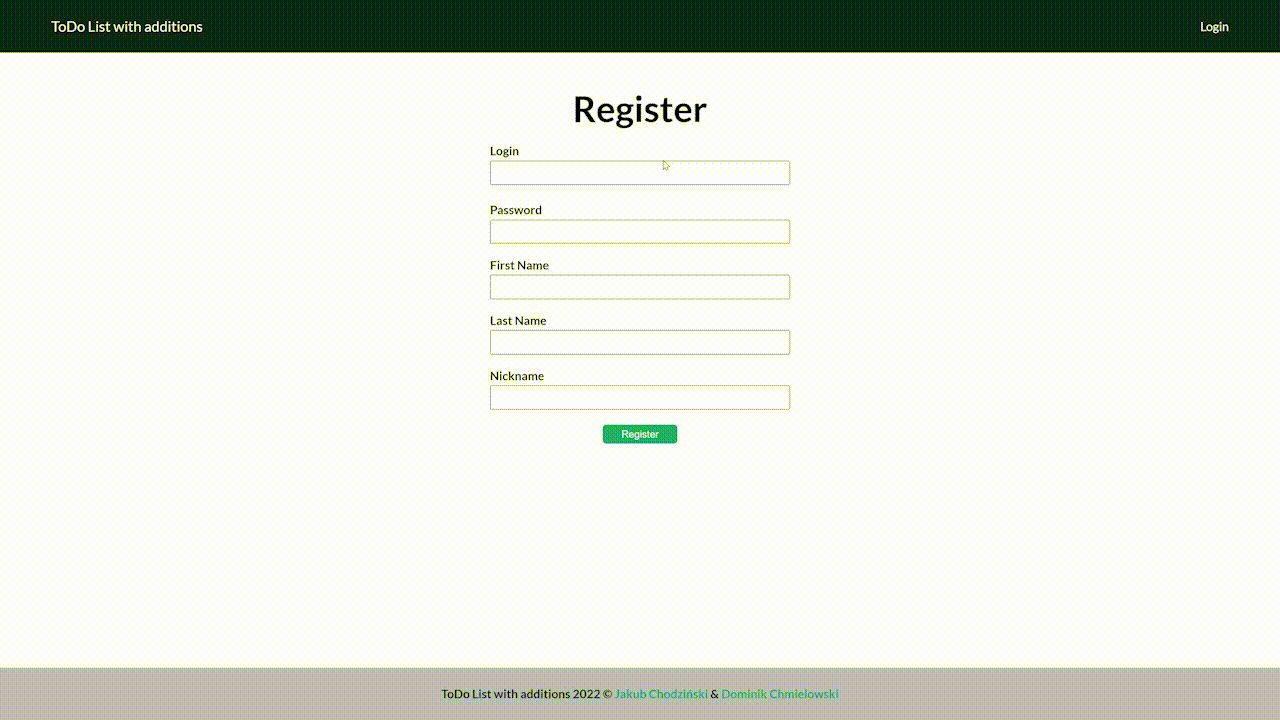 ToDo List with additions
Login
Register
Login
Password
First Name
Last Name
Nickname
Register
ToDo List with additions 2022 © Jakub Chodziński & Dominik Chmielowski